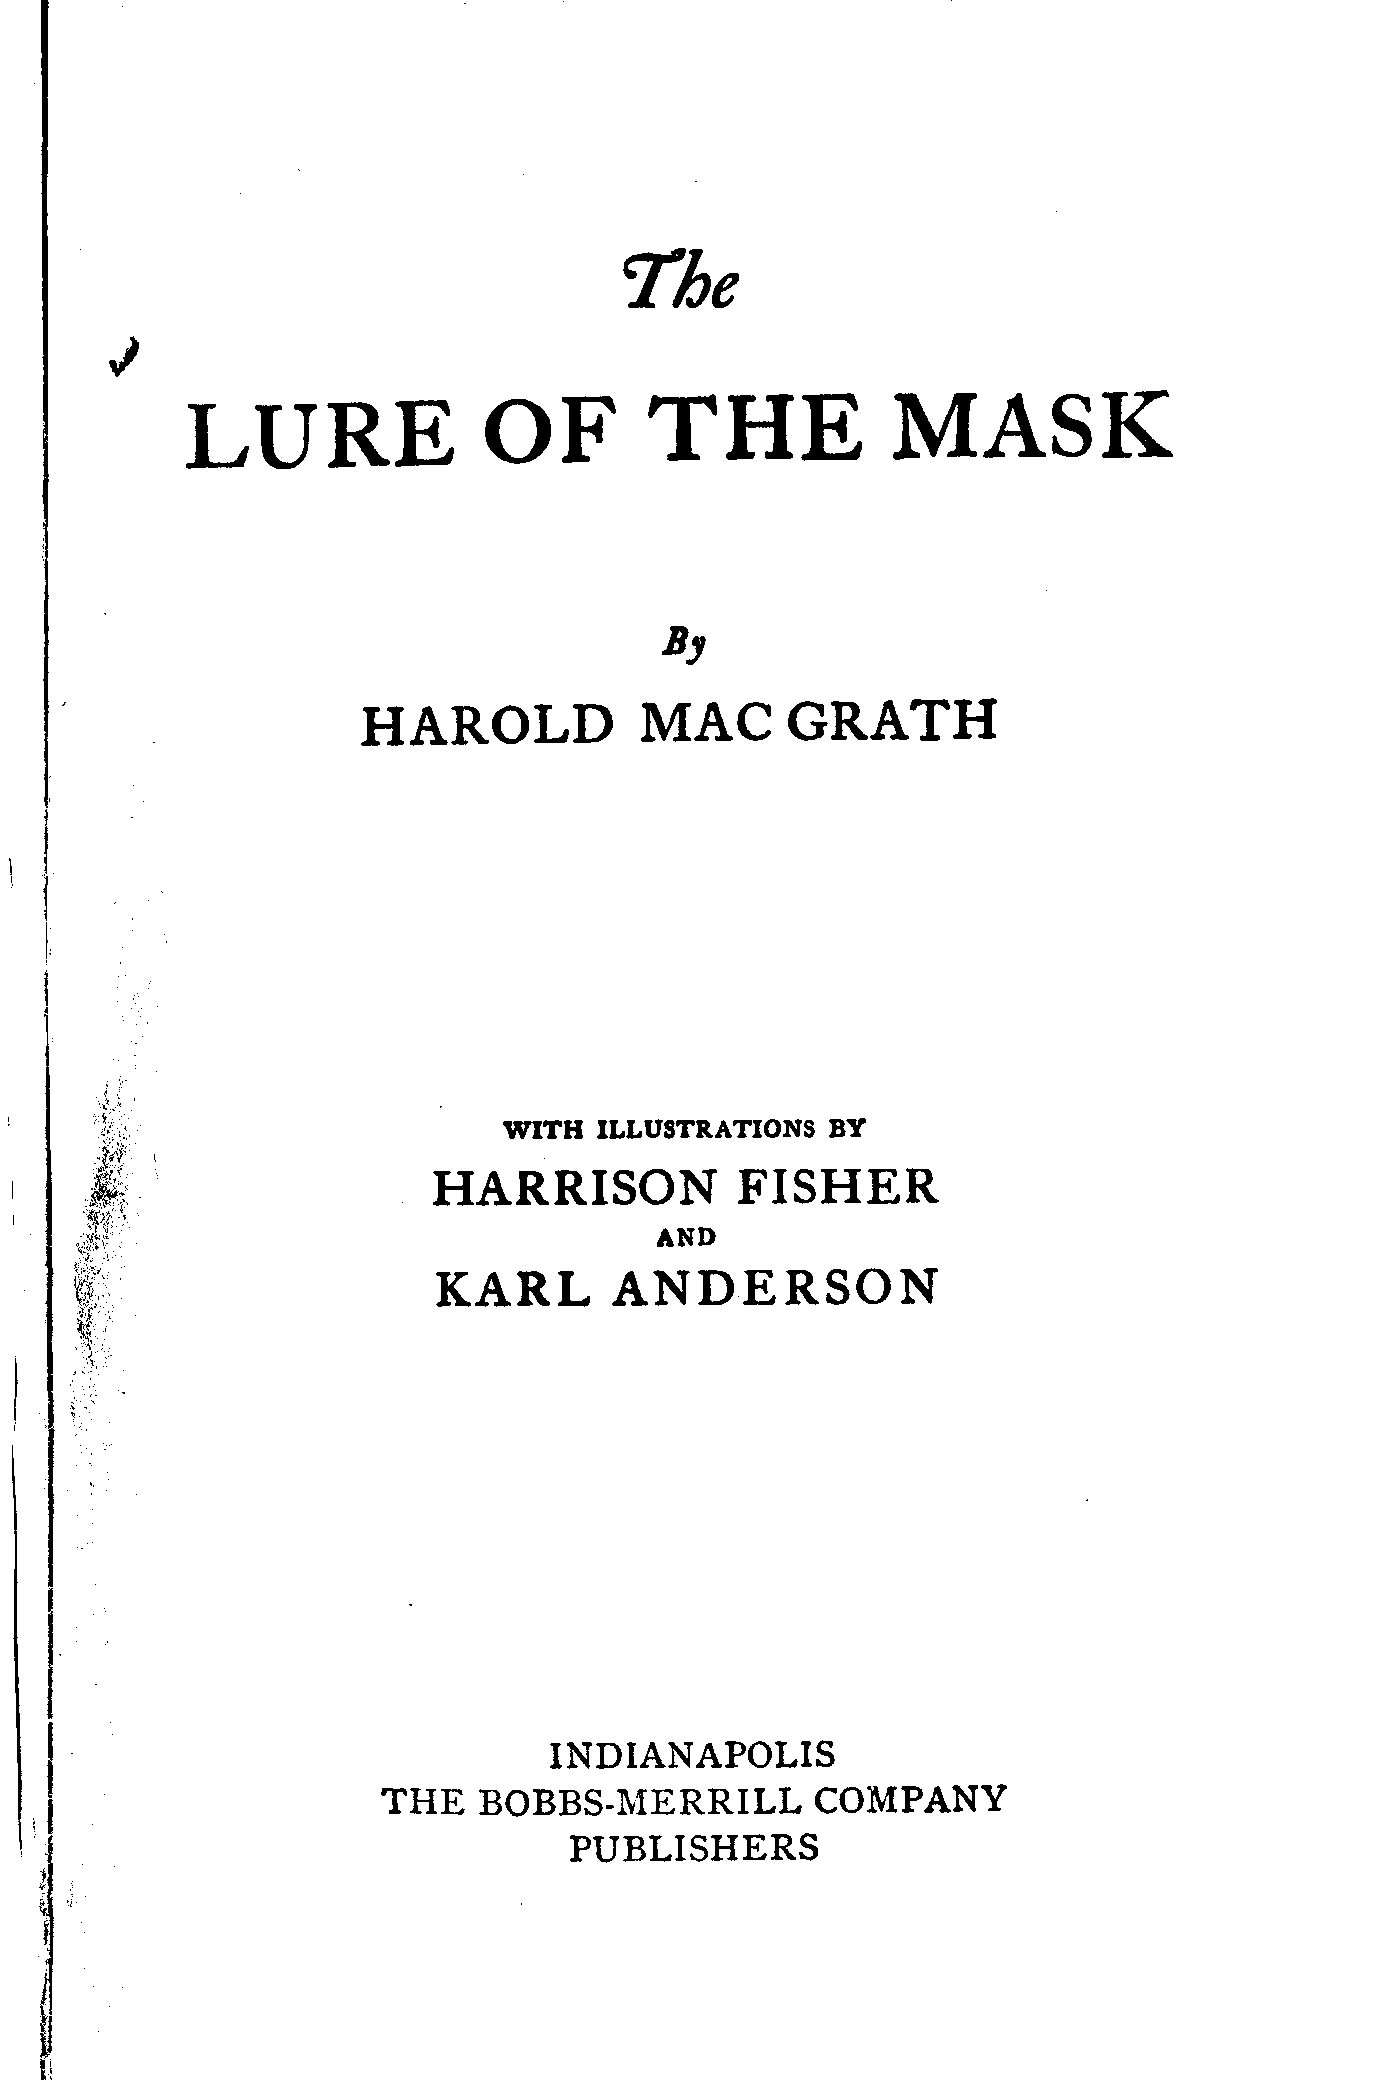 The
LURE OF THE MASK
By
HAROLD MAC GRATH
WITH ILLUSTRATIONS BY
HARRISON FISHER
AND
KARL ANDERSON
INDIANAPOLIS
THE BOBBS-MERRILL COMPANY
PUBLISHERS